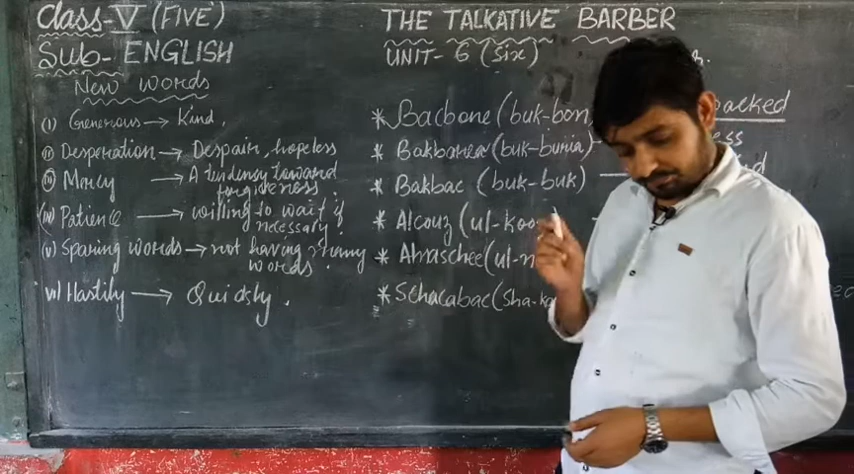 Class-V (FIVE)
Sub- ENGLISH
New words
(i) Generous → Kind.
(ii) Desperation → Despair, hopeless
(iii) Mercy → A tendency toward
forgiveness.
(iv) Patience → willing to wait if
necessary.
(v) Sparing words → not having many
words.
vi) Hastily → Quickly.
THE TALKATIVE BARBER
UNIT- 6 (Six)
* Bacbone (buk-bon
* Bakbarea (buk-buria)
* Bakbac (buk-buk)
* Alcouz (ul-koo
* Alnaschee (ul-n
* Schacabac (Sha-ka